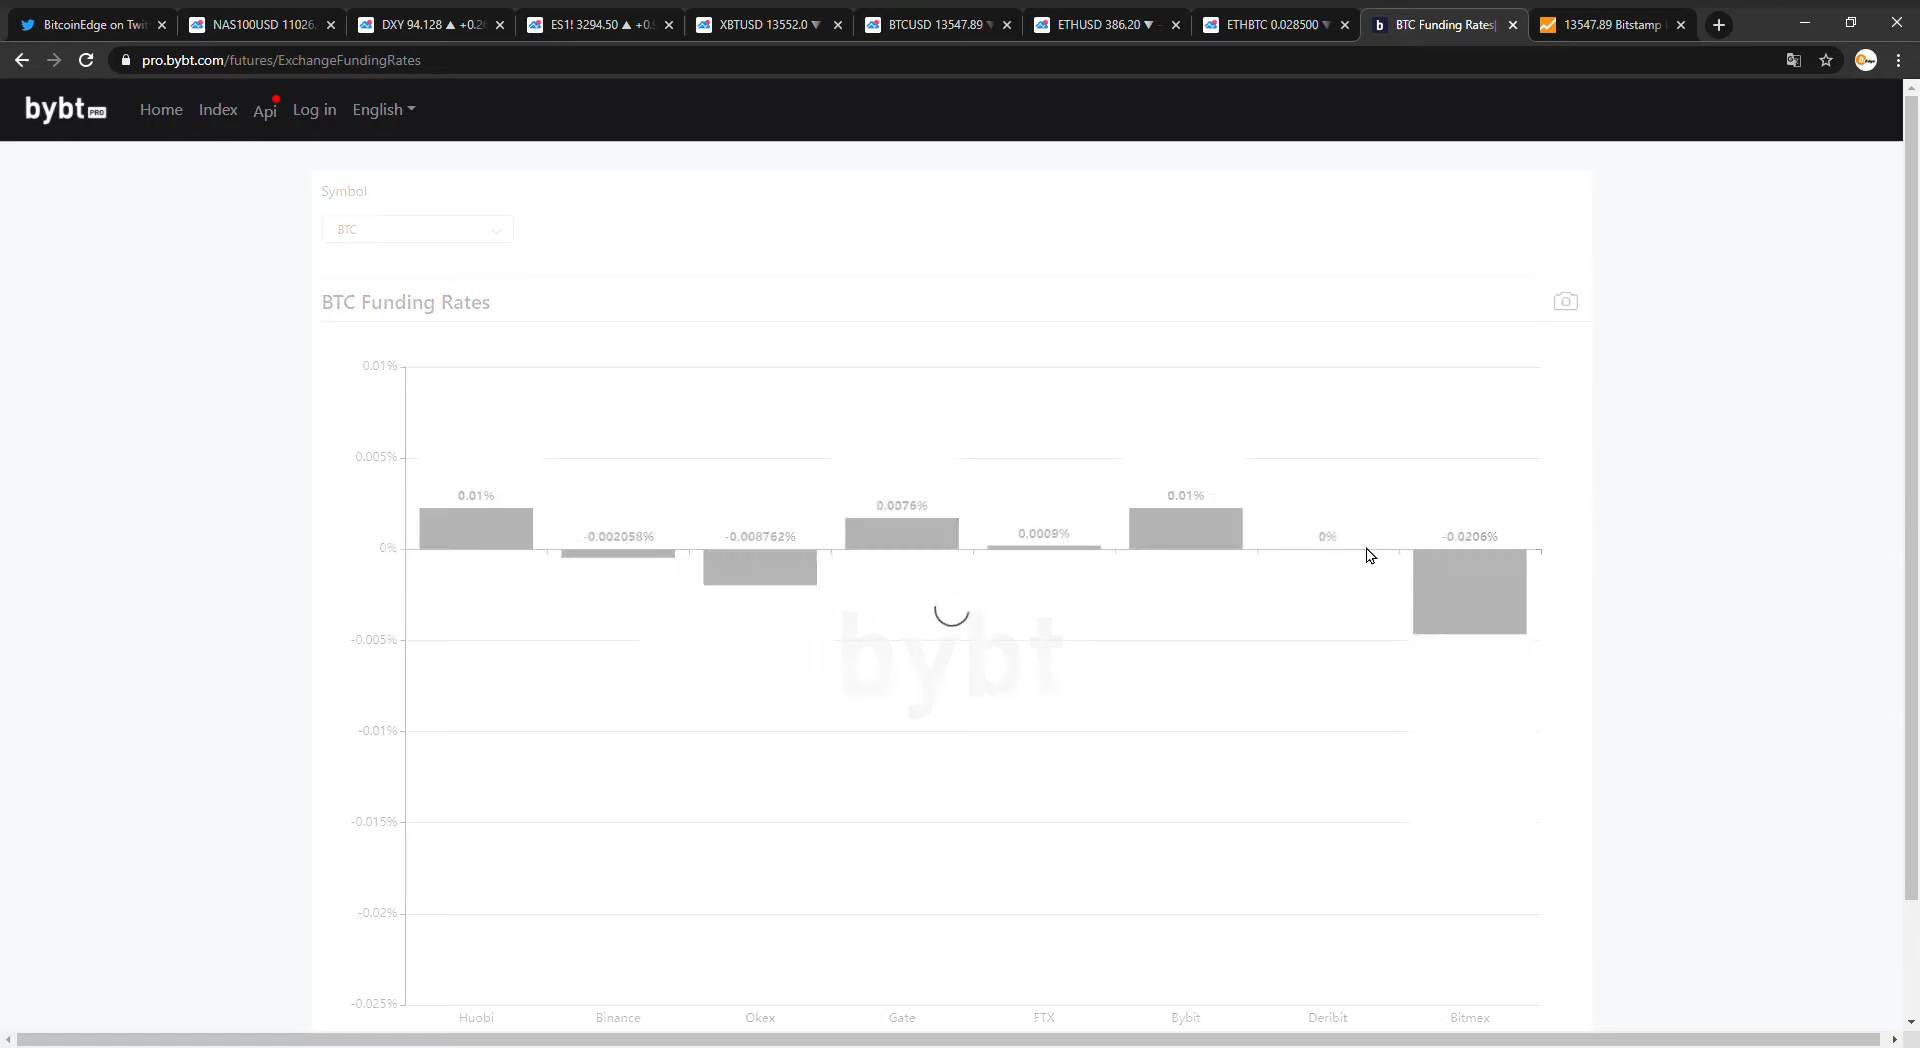 BitcoinEdge on Twit
NAS100USD 11026.
DXY 94.128 ▲ +0.26
ES1! 3294.50 ▲ +0.
XBTUSD 13552.0 ▼
BTCUSD 13547.89 ▼
ETHUSD 386.20 ▼
ETHBTC 0.028500 ▼
b BTC Funding Rates|
13547.89 Bitstamp
pro.bybt.com/futures/ExchangeFundingRates
bybt PRO Home Index Api Log in English
Symbol
BTC
BTC Funding Rates
0.01%
0.005%
0.01% 0.0076% 0.01%
-0.002058% -0.008762% 0.0009% 0% -0.0206%
0%
-0.005%
bybt
-0.01%
-0.015%
-0.02%
-0.025%
Huobi Binance Okex Gate FTX Bybit Deribit Bitmex